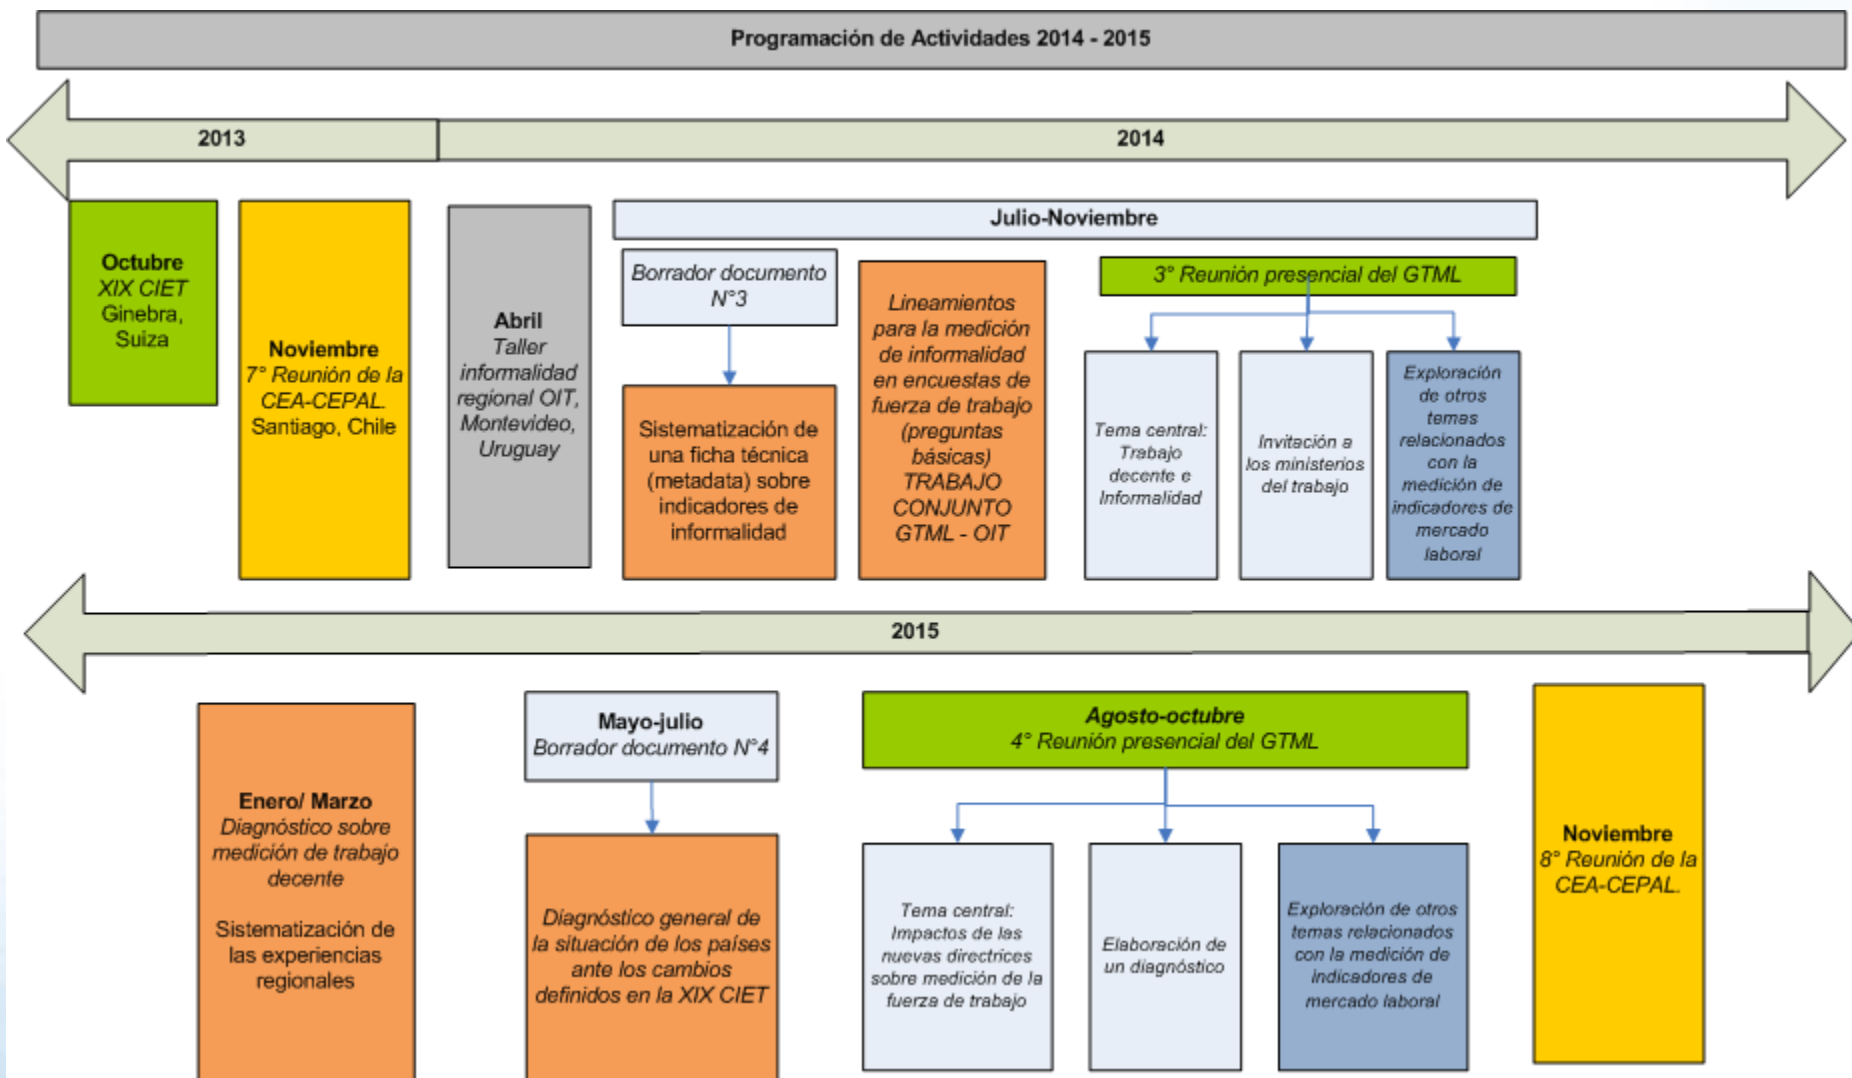 Programación de Actividades 2014 - 2015
2013
2014
Octubre
XIX CIET
Ginebra,
Suiza
Noviembre
7° Reunión de la
CEA-CEPAL.
Santiago, Chile
Abril
Taller
informalidad
regional OIT,
Montevideo,
Uruguay
Julio-Noviembre
Borrador documento
N°3
Sistematización de
una ficha técnica
(metadata) sobre
indicadores de
informalidad
Lineamientos
para la medición
de informalidad
en encuestas de
fuerza de trabajo
(preguntas
básicas)
TRABAJO
CONJUNTO
GTML - OIT
3° Reunión presencial del GTML
Tema central:
Trabajo
decente e
Informalidad
Invitación a
los ministerios
del trabajo
Exploración
de otros
temas
relacionados
con la
medición de
indicadores de
mercado
laboral
2015
Enero/ Marzo
Diagnóstico sobre
medición de trabajo
decente
Sistematización de
las experiencias
regionales
Mayo-julio
Borrador documento N°4
Diagnóstico general de
la situación de los países
ante los cambios
definidos en la XIX CIET
Agosto-octubre
4° Reunión presencial del GTML
Tema central:
Impactos de las
nuevas directrices
sobre medición de la
fuerza de trabajo
Elaboración de
un diagnóstico
Exploración de otros
temas relacionados
con la medición de
indicadores de
mercado laboral
Noviembre
8° Reunión de la
CEA-CEPAL.